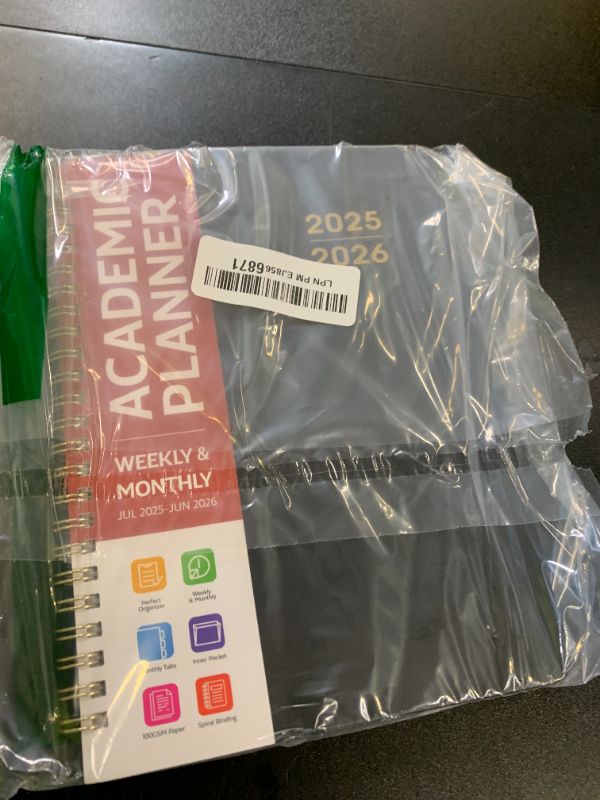 ACADEMIC
PLANNER
WEEKLY &
MONTHLY
JUL 2025-JUN 2026
2025
2026
LPN PM EJ8566871
Perfect
Organizer
Weekly
& Monthly
Monthly Tabs
Inner Pocket
100GSM Paper
Spiral Binding